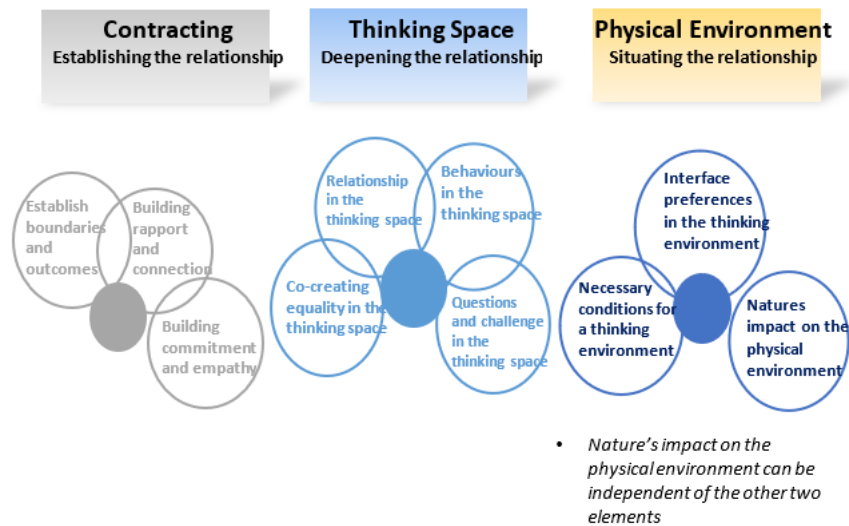 Contracting
Establishing the relationship
Thinking Space
Deepening the relationship
Physical Environment
Situating the relationship
Establish
boundaries
and
outcomes
Building
rapport
and
connection
Building
commitment
and empathy
Relationship
in the
thinking space
Behaviours
in the
thinking space
Co-creating
equality in the
thinking space
Questions
and challenge
in the
thinking space
Interface
preferences
in the thinking
environment
Necessary
conditions for
a thinking
environment
Natures
impact on the
physical
environment
• Nature's impact on the
physical environment can be
independent of the other two
elements